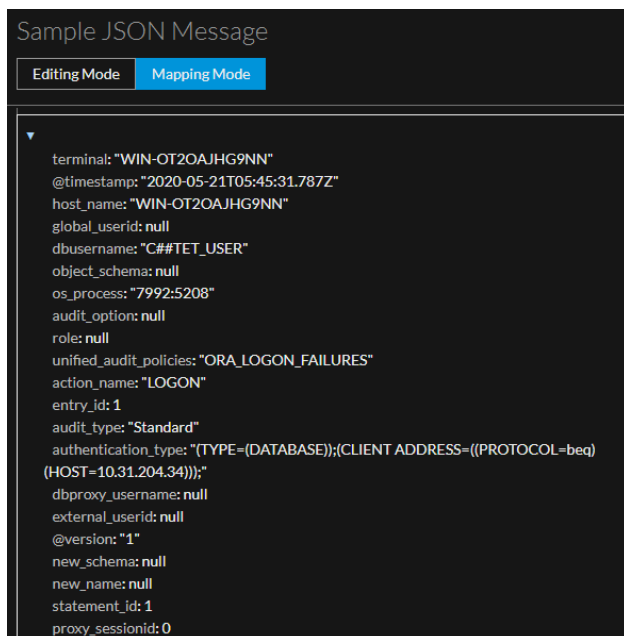 Sample JSON Message
Editing Mode Mapping Mode
terminal: "WIN-OT2OAJHG9NN"
@timestamp: "2020-05-21T05:45:31.787Z"
host_name: "WIN-OT2OAJHG9NN"
global_userid: null
dbusername: "C##TET_USER"
object_schema: null
os_process: "7992:5208"
audit_option: null
role: null
unified_audit_policies: "ORA_LOGON_FAILURES"
action_name: "LOGON"
entry_id: 1
audit_type: "Standard"
authentication_type: "(TYPE=(DATABASE));(CLIENT ADDRESS=((PROTOCOL=beq)
(HOST=10.31.204.34)));"
dbproxy_username: null
external_userid: null
@version: "1"
new_schema: null
new_name: null
statement_id: 1
proxy_sessionid: 0